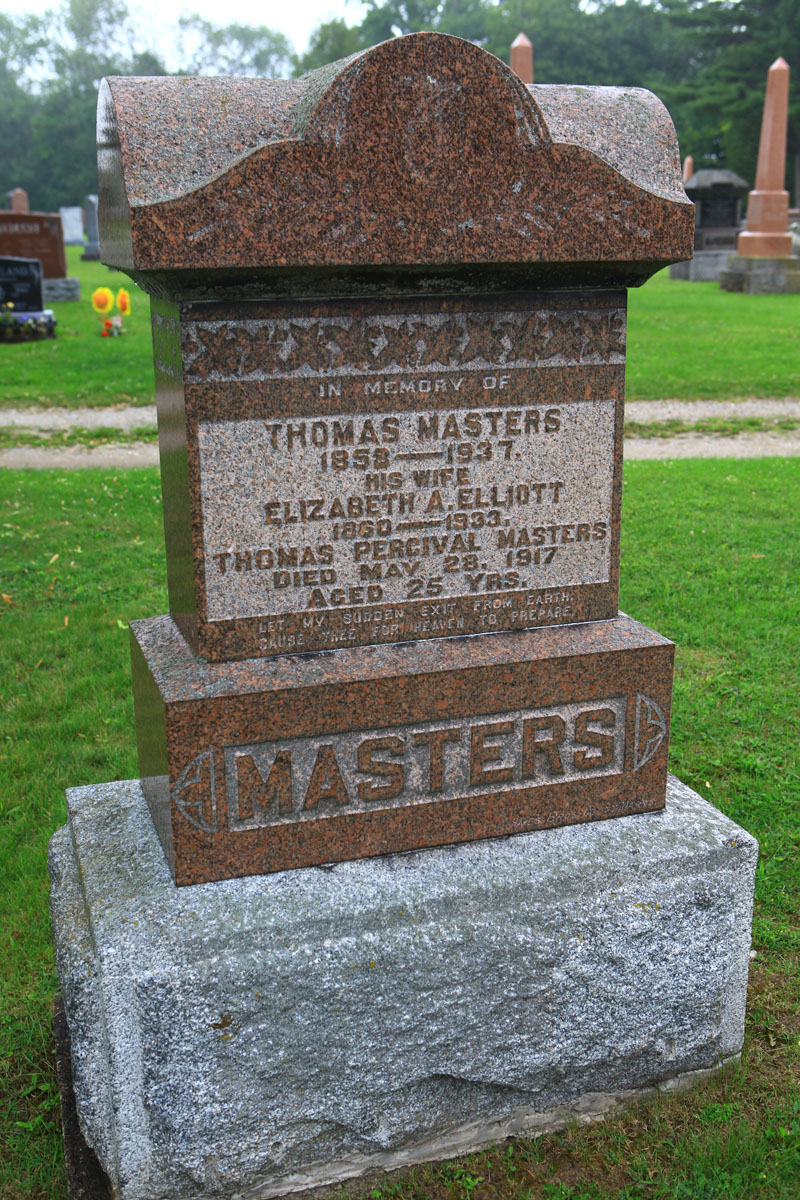 IN MEMORY OF
THOMAS MASTERS
1858—1937.
HIS WIFE
ELIZABETH A. ELLIOTT
1860—1933.
THOMAS PERCIVAL MASTERS
DIED MAY 28, 1917
AGED 25 YRS.
LET MY SUDDEN EXIT FROM EARTH,
CAUSE THEE FOR HEAVEN TO PREPARE.
MASTERS